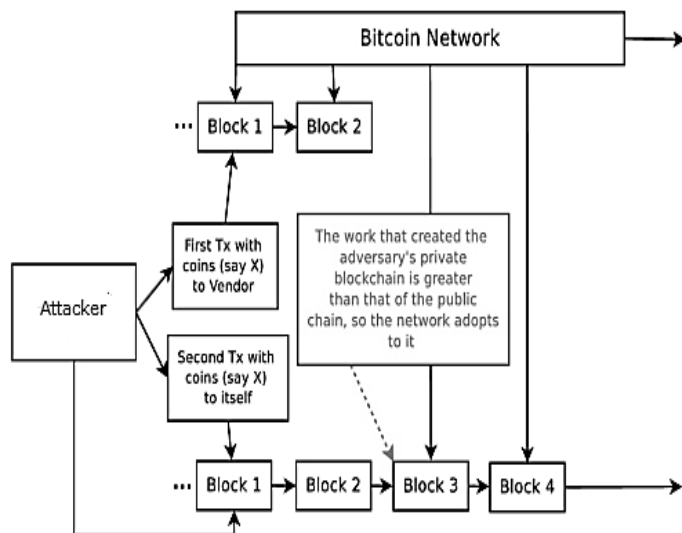 Bitcoin Network
... Block 1
Block 2
First Tx with
coins (say X)
to Vendor
The work that created the
adversary's private
blockchain is greater
than that of the public
chain, so the network adopts
to it
Attacker
Second Tx with
coins (say X)
to itself
... Block 1
Block 2
Block 3
Block 4